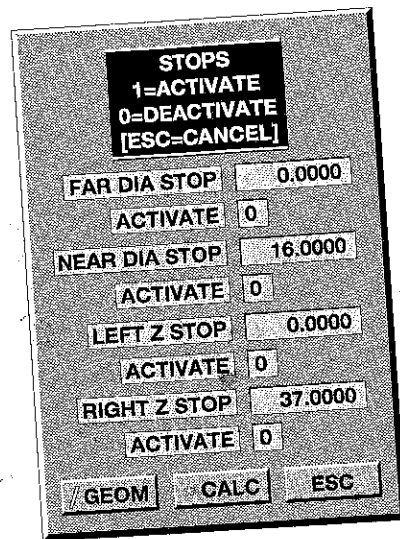 STOPS
1=ACTIVATE
0=DEACTIVATE
[ESC=CANCEL]
FAR DIA STOP 0.0000
ACTIVATE 0
NEAR DIA STOP 16.0000
ACTIVATE 0
LEFT Z STOP 0.0000
ACTIVATE 0
RIGHT Z STOP 37.0000
ACTIVATE 0
/GEOM CALC ESC